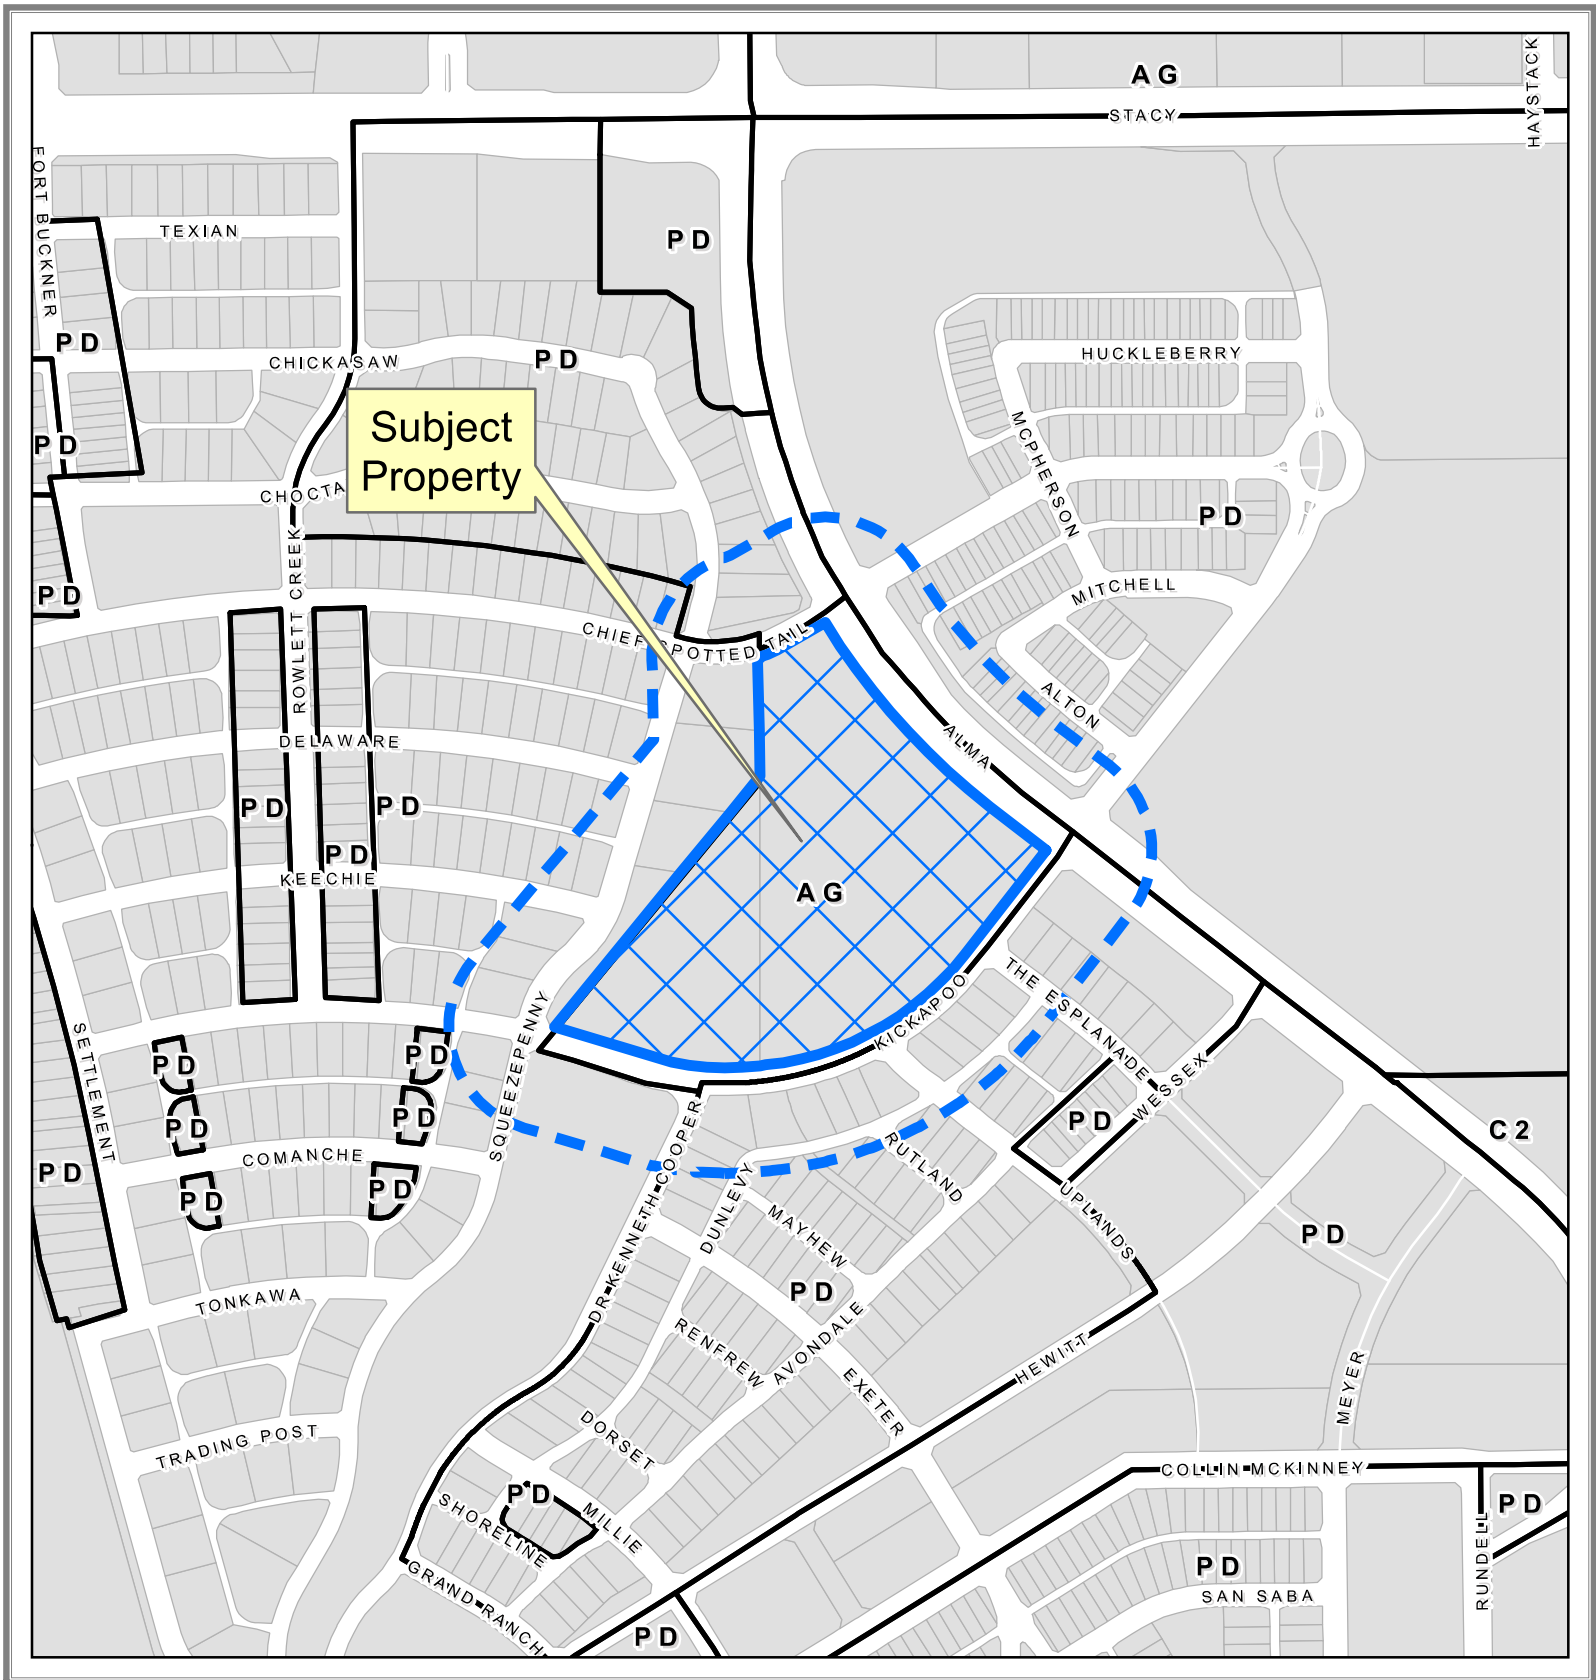 AG
STACY
HAYSTACK
FORT BUCKNER
TEXIAN
PD
PD
CHICKASAW
PD
HUCKLEBERRY
Subject
Property
MCPHERSON
PD
CHOCTA
PD
ROWLETT CREEK
MITCHELL
PD
CHIEF SPOTTED TAIL
ALTON
DELAWARE
ALMA
PD
PD
PD
KEECHIE
AG
THE ESPLANADE
KICKAPOO
SETTLEMENT
SQUEEZEPENNY
PD
PD
WESSEX
PD
PD
PD
C2
COMANCHE
RUTLAND
PD
PD
PD
DR KENNETH COOPER
DUNLEVY
MAYHEW
UPLANDS
PD
TONKAWA
PD
RENFREW
AVONDALE
HEWITT
EXETER
MEYER
TRADING POST
DORSET
COLLIN MCKINNEY
PD
SHORELINE
MILLIE
PD
RUNDELL
GRAND RANCH
PD
SAN SABA
PD